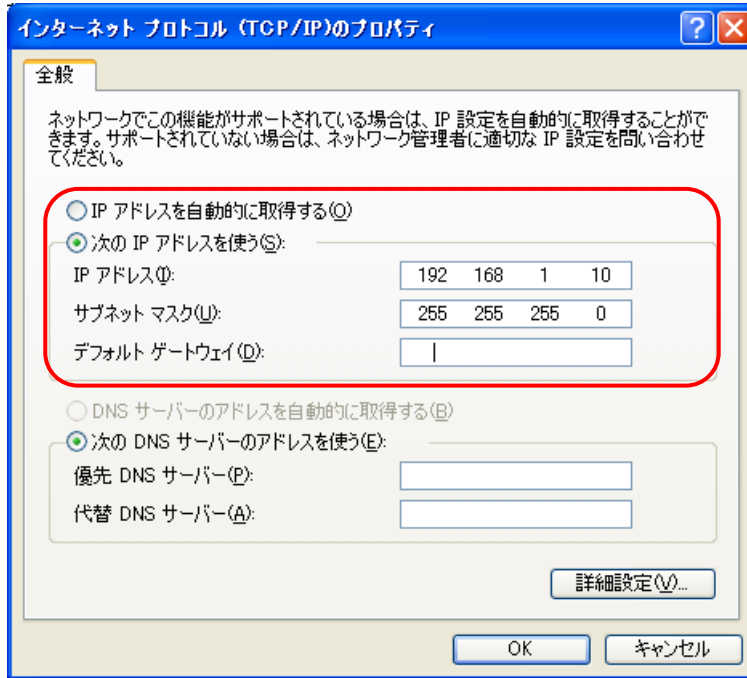 インターネット プロトコル (TCP/IP)のプロパティ
全般
ネットワークでこの機能がサポートされている場合は、IP 設定を自動的に取得することがで
きます。サポートされていない場合は、ネットワーク管理者に適切な IP 設定を問い合わせ
てください。
IP アドレスを自動的に取得する(O)
次の IP アドレスを使う(S):
IP アドレス(I): 192 168 1 10
サブネット マスク(U): 255 255 255 0
デフォルト ゲートウェイ(D):
DNS サーバーのアドレスを自動的に取得する(B)
次の DNS サーバーのアドレスを使う(E):
優先 DNS サーバー(P):
代替 DNS サーバー(A):
詳細設定(V)...
OK キャンセル